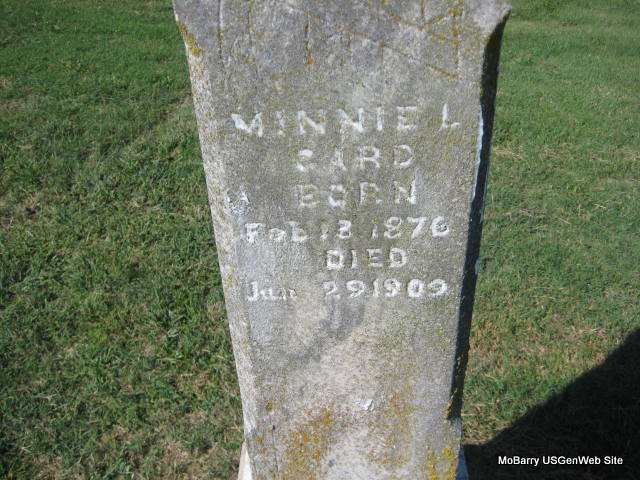 MINNIE L
CARD
BORN
Feb 18 1876
DIED
Jan 29 1909
MoBarry USGenWeb Site